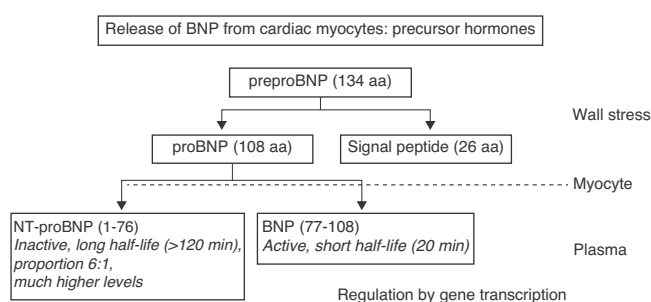 Release of BNP from cardiac myocytes: precursor hormones
preproBNP (134 aa)
Wall stress
proBNP (108 aa)
Signal peptide (26 aa)
Myocyte
NT-proBNP (1-76)
Inactive, long half-life (>120 min),
proportion 6:1,
much higher levels
BNP (77-108)
Active, short half-life (20 min)
Plasma
Regulation by gene transcription